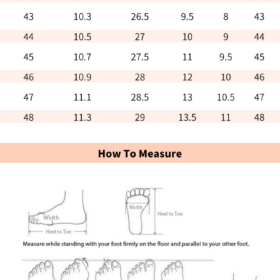 43 10.3 26.5 9.5 8 43
44 10.5 27 10 9 44
45 10.7 27.5 11 9.5 45
46 10.9 28 12 10 46
47 11.1 28.5 13 10.5 47
48 11.3 29 13.5 11 48
How To Measure
Width
Heel to Toe
Width
Heel to Toe
Measure while standing with your foot firmly on the floor and parallel to your other foot.